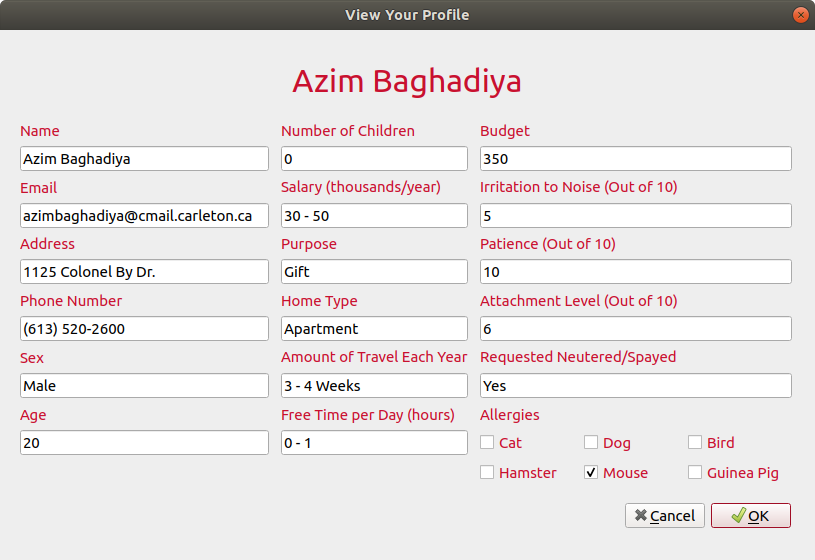 View Your Profile
Azim Baghadiya
Name
Number of Children
Budget
Azim Baghadiya
0
350
Email
Salary (thousands/year)
Irritation to Noise (Out of 10)
azimbaghadiya@cmail.carleton.ca
30 - 50
5
Address
Purpose
Patience (Out of 10)
1125 Colonel By Dr.
Gift
10
Phone Number
Home Type
Attachment Level (Out of 10)
(613) 520-2600
Apartment
6
Sex
Amount of Travel Each Year
Requested Neutered/Spayed
Male
3 - 4 Weeks
Yes
Age
Free Time per Day (hours)
Allergies
20
0 - 1
Cat
Dog
Bird
Hamster
Mouse
Guinea Pig
Cancel
OK